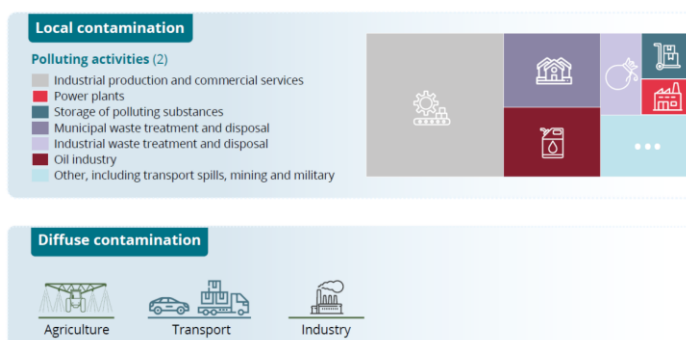 Local contamination
Polluting activities (2)
Industrial production and commercial services
Power plants
Storage of polluting substances
Municipal waste treatment and disposal
Industrial waste treatment and disposal
Oil industry
Other, including transport spills, mining and military
Diffuse contamination
Agriculture
Transport
Industry